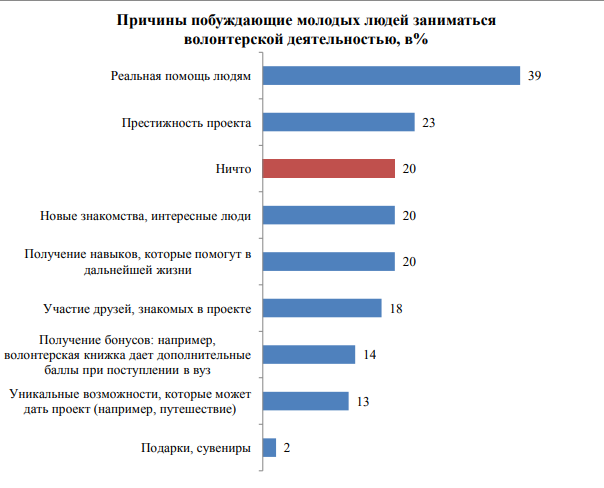 Причины побуждающие молодых людей заниматься
волонтерской деятельностью, в%
Реальная помощь людям 39
Престижность проекта 23
Ничто 20
Новые знакомства, интересные люди 20
Получение навыков, которые помогут в
дальнейшей жизни 20
Участие друзей, знакомых в проекте 18
Получение бонусов: например,
волонтерская книжка дает дополнительные 14
баллы при поступлении в вуз
Уникальные возможности, которые может
дать проект (например, путешествие) 13
Подарки, сувениры 2